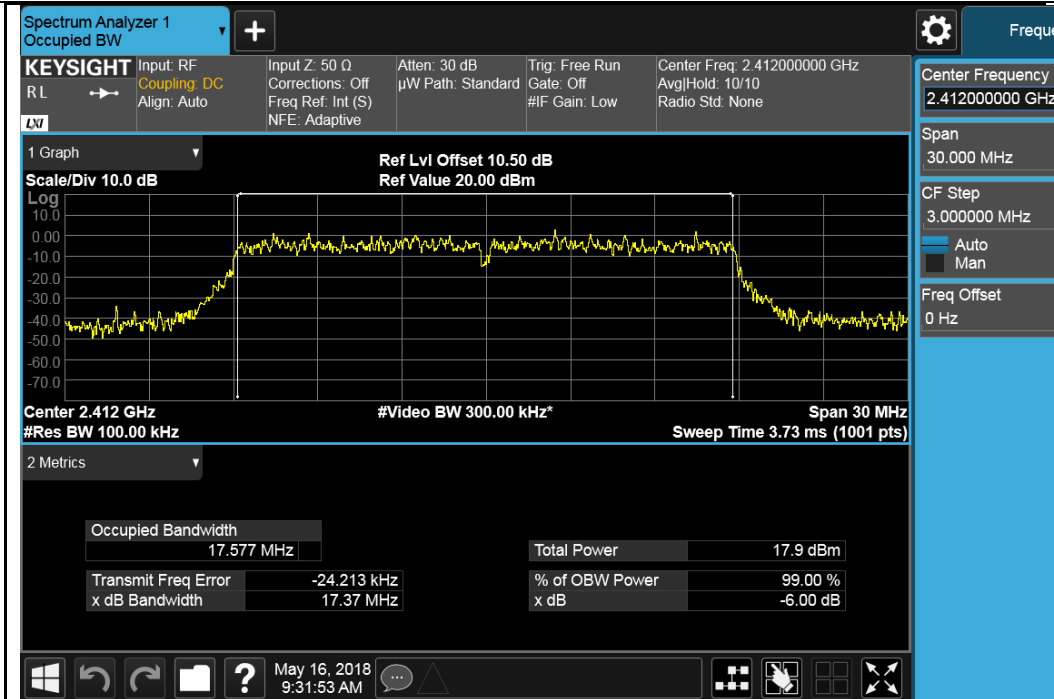 Spectrum Analyzer 1
Occupied BW
+
Freque
KEYSIGHT
RL
LXI
Input: RF
Coupling: DC
Align: Auto
Input Z: 50 Ω
Corrections: Off
Freq Ref: Int (S)
NFE: Adaptive
Atten: 30 dB
µW Path: Standard
Trig: Free Run
Gate: Off
#IF Gain: Low
Center Freq: 2.412000000 GHz
Avg|Hold: 10/10
Radio Std: None
Center Frequency
2.412000000 GHz
Span
30.000 MHz
CF Step
3.000000 MHz
Auto
Man
Freq Offset
0 Hz
1 Graph
Scale/Div 10.0 dB
Ref Lvl Offset 10.50 dB
Ref Value 20.00 dBm
Log
10.0
0.00
-10.0
-20.0
-30.0
-40.0
-50.0
-60.0
-70.0
Center 2.412 GHz
#Res BW 100.00 kHz
#Video BW 300.00 kHz*
Span 30 MHz
Sweep Time 3.73 ms (1001 pts)
2 Metrics
Occupied Bandwidth
17.577 MHz
Transmit Freq Error -24.213 kHz
x dB Bandwidth 17.37 MHz
Total Power 17.9 dBm
% of OBW Power 99.00 %
x dB -6.00 dB
?
May 16, 2018
9:31:53 AM